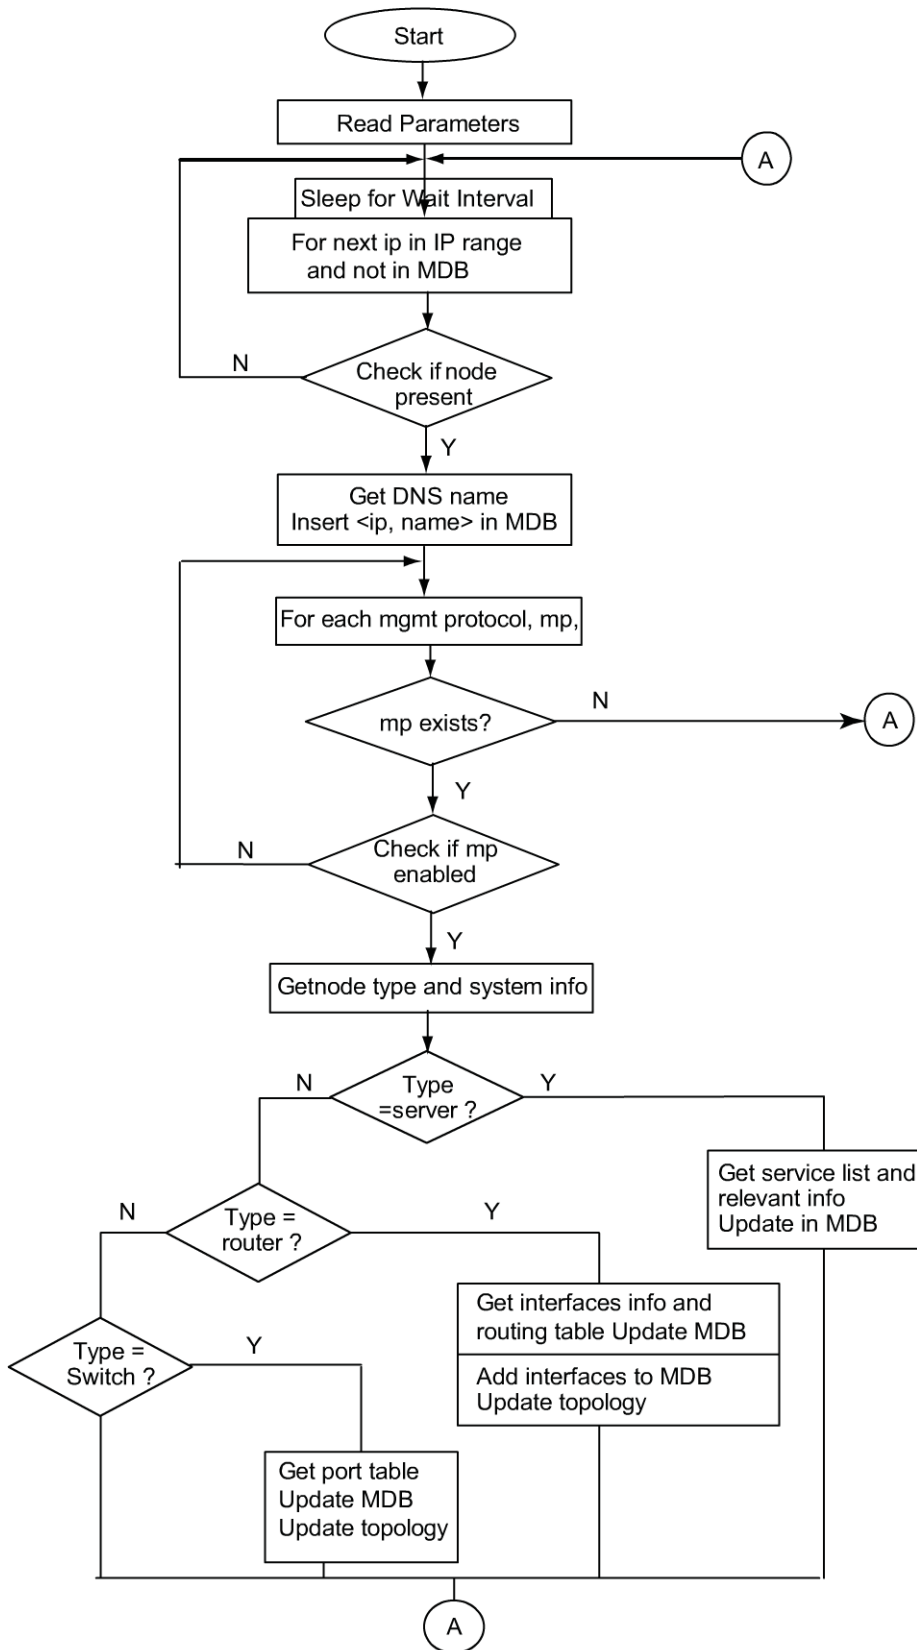 Start
Read Parameters
A
Sleep for Wait Interval
For next ip in IP range
and not in MDB
N
Check if node
present
Y
Get DNS name
Insert <ip, name> in MDB
For each mgmt protocol, mp,
N
mp exists?
A
Y
N
Check if mp
enabled
Y
Getnode type and system info
N
Type
=server ?
Y
Get service list and
relevant info
Update in MDB
N
Type =
router ?
Y
Get interfaces info and
routing table Update MDB
Add interfaces to MDB
Update topology
Type =
Switch ?
Y
Get port table
Update MDB
Update topology
A